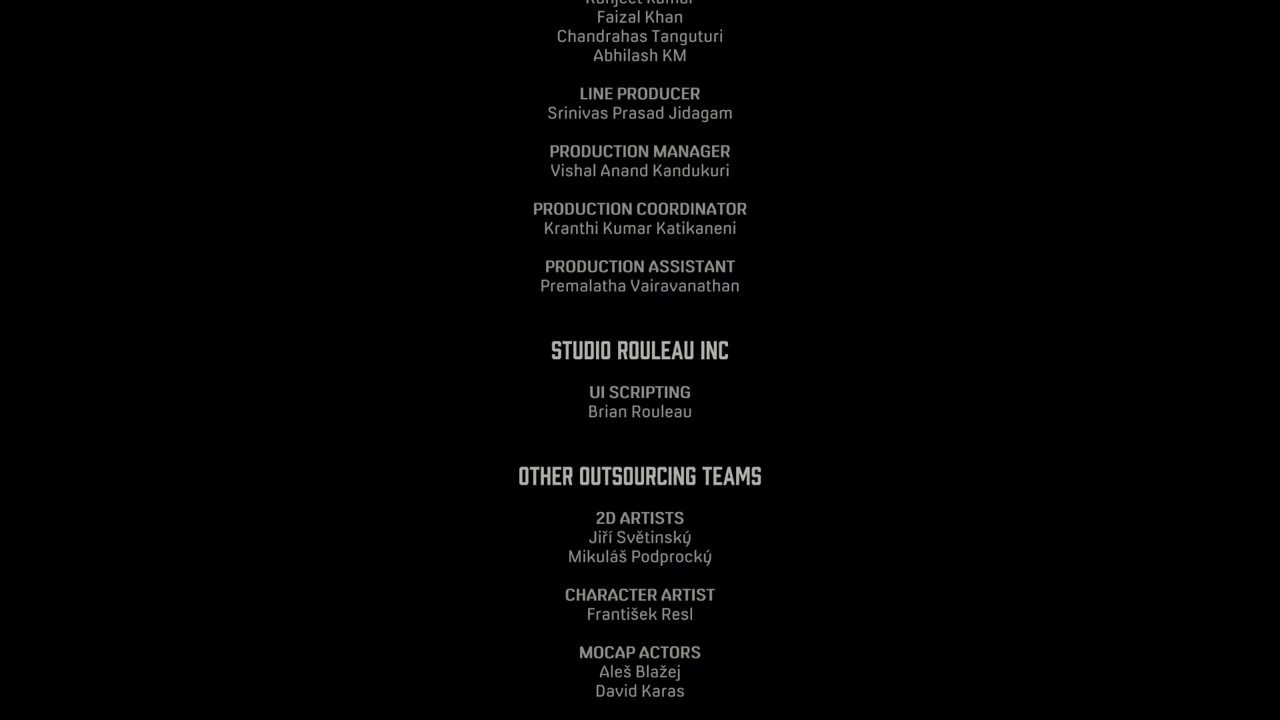 Ranjeet Kumar
Faizal Khan
Chandrahas Tanguturi
Abhilash KM
LINE PRODUCER
Srinivas Prasad Jidagam
PRODUCTION MANAGER
Vishal Anand Kandukuri
PRODUCTION COORDINATOR
Kranthi Kumar Katikaneni
PRODUCTION ASSISTANT
Premalatha Vairavanathan
STUDIO ROULEAU INC
UI SCRIPTING
Brian Rouleau
OTHER OUTSOURCING TEAMS
2D ARTISTS
Jiří Světinský
Mikuláš Podprocký
CHARACTER ARTIST
František Resl
MOCAP ACTORS
Aleš Blažej
David Karas